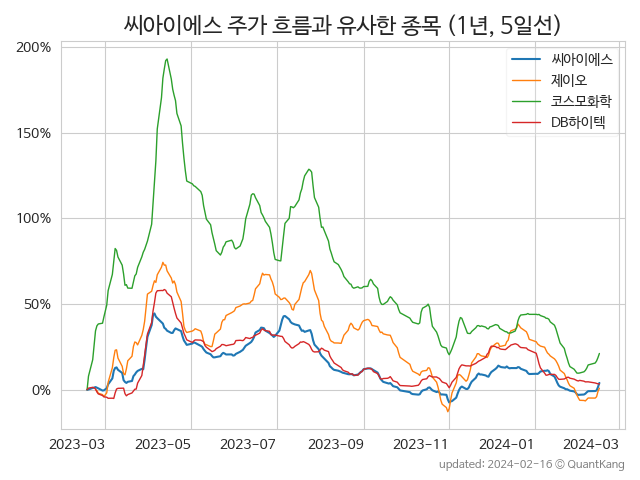 씨아이에스 주가 흐름과 유사한 종목 (1년, 5일선)
200%
150%
100%
50%
0%
씨아이에스
제이오
코스모화학
DB하이텍
2023-03 2023-05 2023-07 2023-09 2023-11 2024-01 2024-03
updated: 2024-02-16 © QuantKang